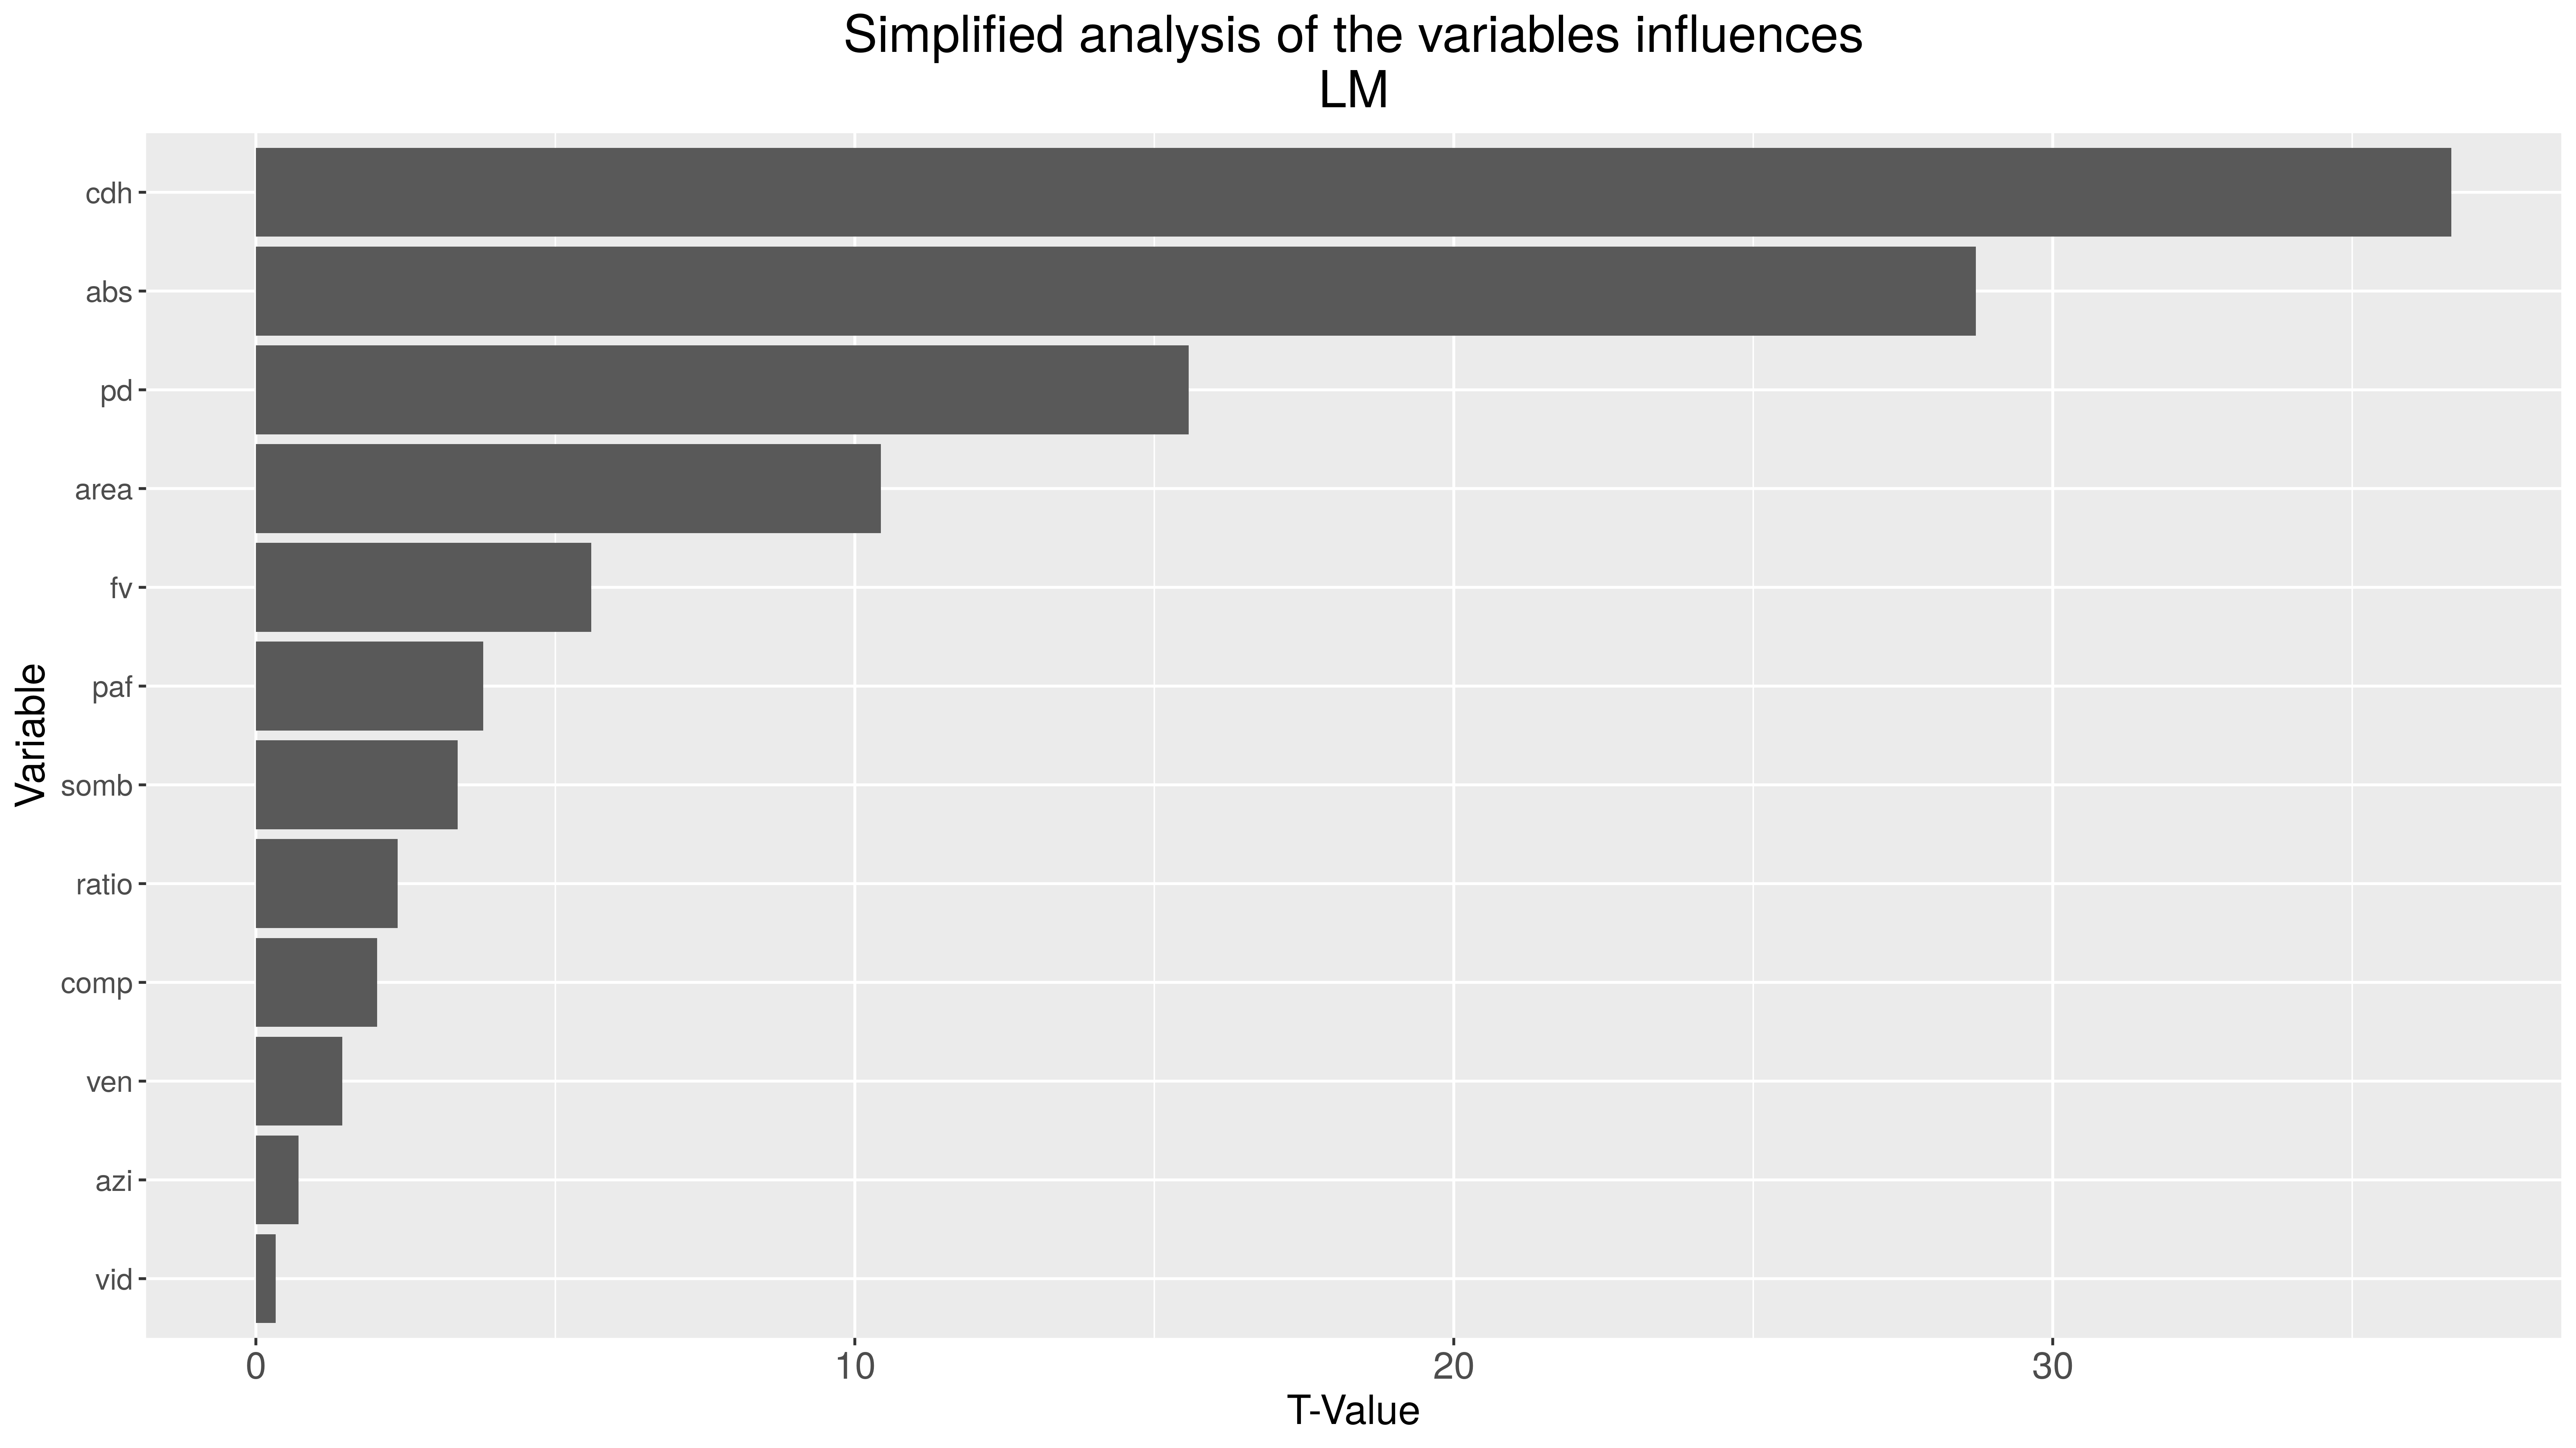 Simplified analysis of the variables influences
LM
Variable
cdh
abs
pd
area
fv
paf
somb
ratio
comp
ven
azi
vid
0 10 20 30
T-Value